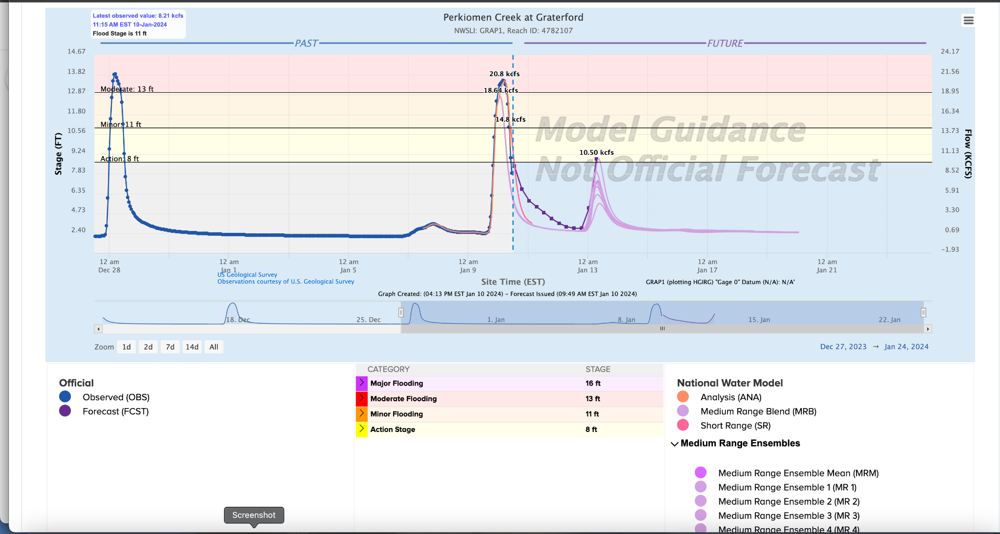 Latest observed value: 8.21 kcfs
11:15 AM EST 10-Jan-2024
Flood Stage is 11 ft
Perkiomen Creek at Graterford
NWSLI: GRAP1, Reach ID: 4782107
PAST
FUTURE
14.67
13.82
12.87
11.80
10.56
9.24
7.83
6.35
4.73
2.40
Stage (FT)
24.17
21.56
18.95
16.34
13.73
11.13
8.52
5.91
3.30
0.69
−1.93
Flow (KCFS)
Moderate: 13 ft
Minor: 11 ft
Action: 8 ft
20.8 kcfs
18.64 kcfs
14.8 kcfs
10.50 kcfs
Model Guidance
Not Official Forecast
12 am
Dec 28
12 am
Jan 1
12 am
Jan 5
12 am
Jan 9
12 am
Jan 13
12 am
Jan 17
12 am
Jan 21
US Geological Survey
Observations courtesy of U.S. Geological Survey
Site Time (EST)
GRAP1 (plotting HGIRG) "Gage 0" Datum (N/A): N/A'
Graph Created: (04:13 PM EST Jan 10 2024) − Forecast Issued (09:49 AM EST Jan 10 2024)
18. Dec
25. Dec
1. Jan
8. Jan
15. Jan
22. Jan
Zoom 1d 2d 7d 14d All
Dec 27, 2023 → Jan 24, 2024
Official
Observed (OBS)
Forecast (FCST)
CATEGORY STAGE
Major Flooding 16 ft
Moderate Flooding 13 ft
Minor Flooding 11 ft
Action Stage 8 ft
National Water Model
Analysis (ANA)
Medium Range Blend (MRB)
Short Range (SR)
Medium Range Ensembles
Medium Range Ensemble Mean (MRM)
Medium Range Ensemble 1 (MR 1)
Medium Range Ensemble 2 (MR 2)
Medium Range Ensemble 3 (MR 3)
Medium Range Ensemble 4 (MR 4)
Screenshot